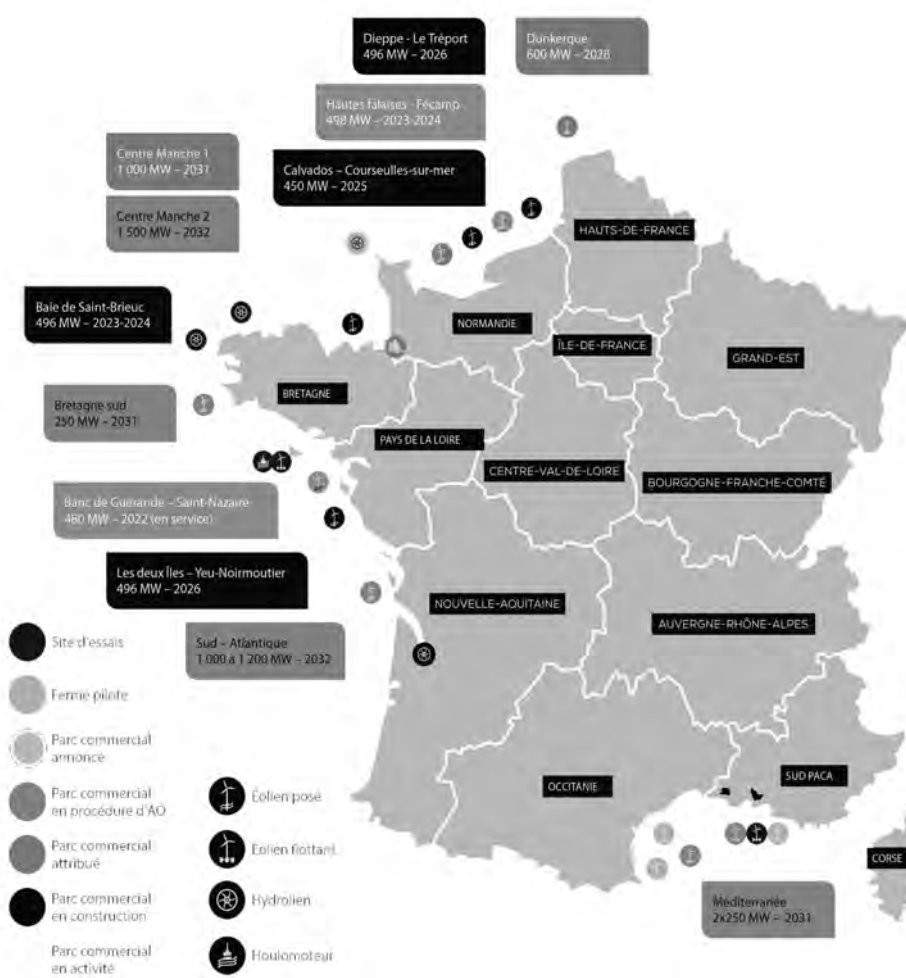 Dieppe - Le Tréport
496 MW – 2026
Dunkerque
600 MW – 2028
Hautes falaises - Fécamp
498 MW – 2023-2024
Centre Manche 1
1 000 MW – 2031
Calvados – Courseulles-sur-mer
450 MW – 2025
Centre Manche 2
1 500 MW – 2032
HAUTS-DE-FRANCE
Baie de Saint-Brieuc
496 MW – 2023-2024
NORMANDIE
ÎLE-DE-FRANCE
GRAND-EST
BRETAGNE
Bretagne sud
250 MW – 2031
PAYS DE LA LOIRE
CENTRE-VAL-DE-LOIRE
BOURGOGNE-FRANCHE-COMTÉ
Banc de Guérande – Saint-Nazaire
480 MW – 2022 (en service)
Les deux Îles – Yeu-Noirmoutier
496 MW – 2026
NOUVELLE-AQUITAINE
AUVERGNE-RHÔNE-ALPES
Sud – Atlantique
1 000 à 1 200 MW – 2032
OCCITANIE
SUD PACA
CORSE
Méditerranée
2x250 MW – 2031
Site d'essais
Ferme pilote
Parc commercial
annoncé
Parc commercial
en procédure d'AO
Parc commercial
attribué
Parc commercial
en construction
Parc commercial
en activité
Éolien posé
Éolien flottant
Hydrolien
Houlomoteur